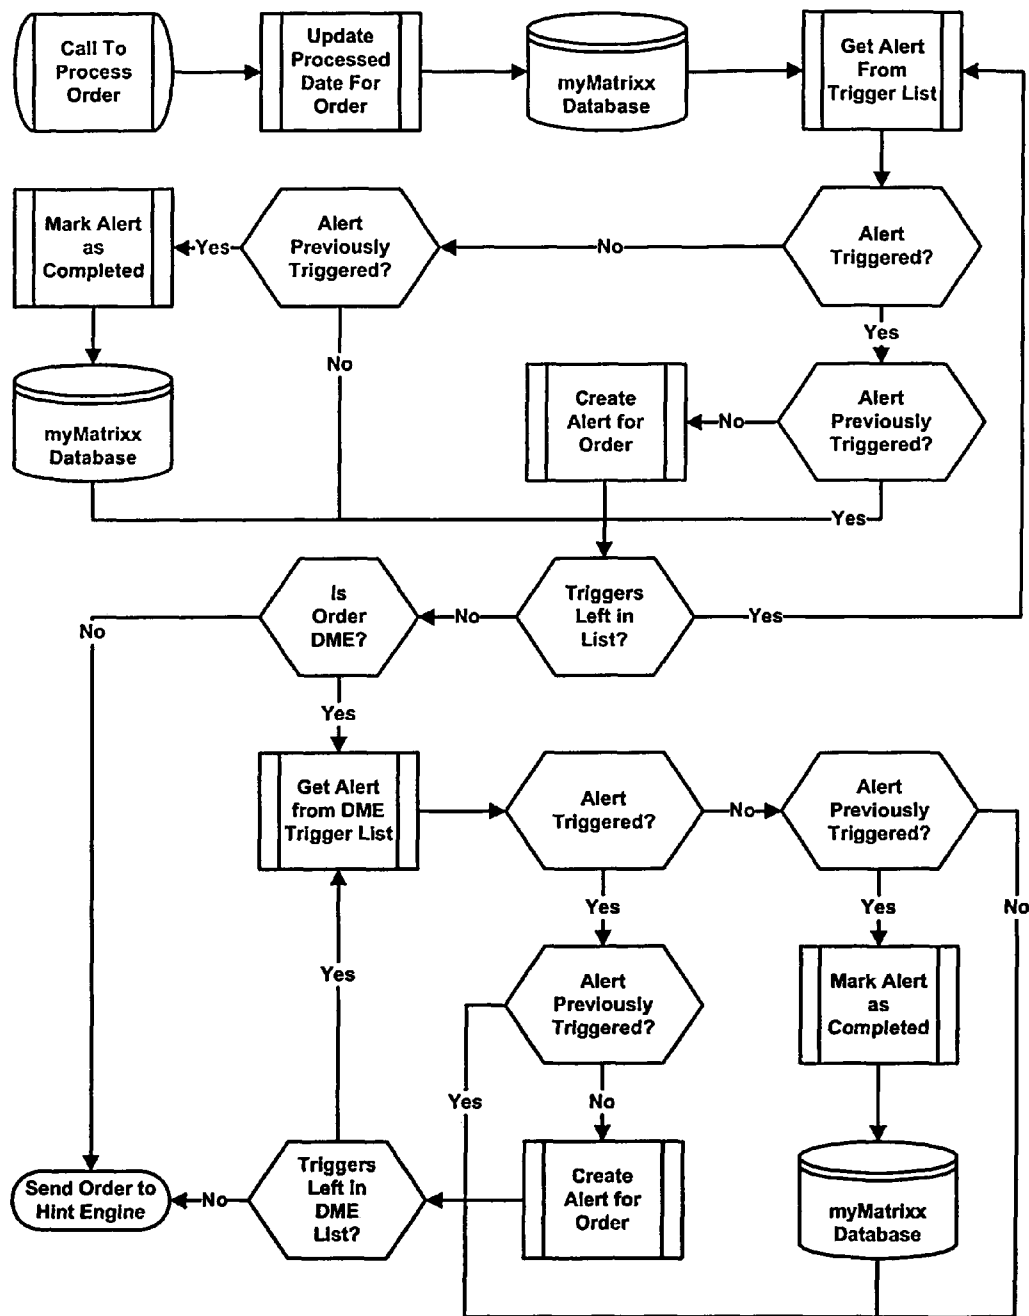 Call To
Process
Order
Update
Processed
Date For
Order
myMatrixx
Database
Get Alert
From
Trigger List
Mark Alert
as
Completed
Yes
Alert
Previously
Triggered?
No
Alert
Triggered?
Yes
No
myMatrixx
Database
Create
Alert for
Order
No
Alert
Previously
Triggered?
Yes
Is
Order
DME?
No
Triggers
Left in
List?
Yes
No
Yes
Get Alert
from DME
Trigger List
Alert
Triggered?
No
Alert
Previously
Triggered?
Yes
Yes
No
Yes
Alert
Previously
Triggered?
Mark Alert
as
Completed
Yes
No
Send Order to
Hint Engine
No
Triggers
Left in
DME
List?
Create
Alert for
Order
myMatrixx
Database